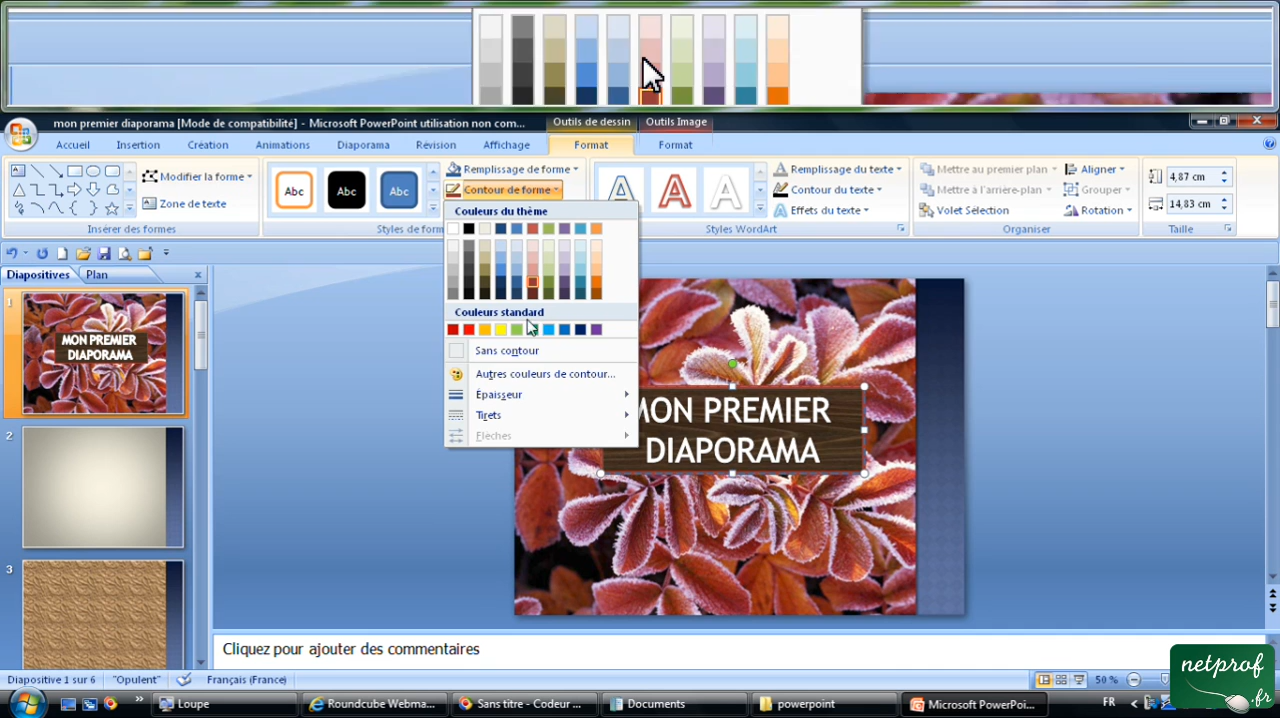 mon premier diaporama [Mode de compatibilité] - Microsoft PowerPoint utilisation non com...
Outils de dessin
Outils Image
Accueil
Insertion
Création
Animations
Diaporama
Révision
Affichage
Format
Format
Modifier la forme
Zone de texte
Insérer des formes
Abc
Abc
Abc
Styles de form
Remplissage de forme
Contour de forme
A
A
A
Styles WordArt
Remplissage du texte
Contour du texte
Effets du texte
Mettre au premier plan
Mettre à l'arrière-plan
Volet Sélection
Aligner
Grouper
Rotation
Organiser
4,87 cm
14,83 cm
Taille
Couleurs du thème
Couleurs standard
Sans contour
Autres couleurs de contour...
Épaisseur
Tirets
Flèches
Diapositives
Plan
x
1
MON PREMIER
DIAPORAMA
2
3
MON PREMIER
DIAPORAMA
Cliquez pour ajouter des commentaires
Diapositive 1 sur 6
"Opulent"
Français (France)
50 %
Loupe
Roundcube Webma...
Sans titre - Codeur ...
Documents
powerpoint
Microsoft PowerPoi...
FR
netprof
.fr